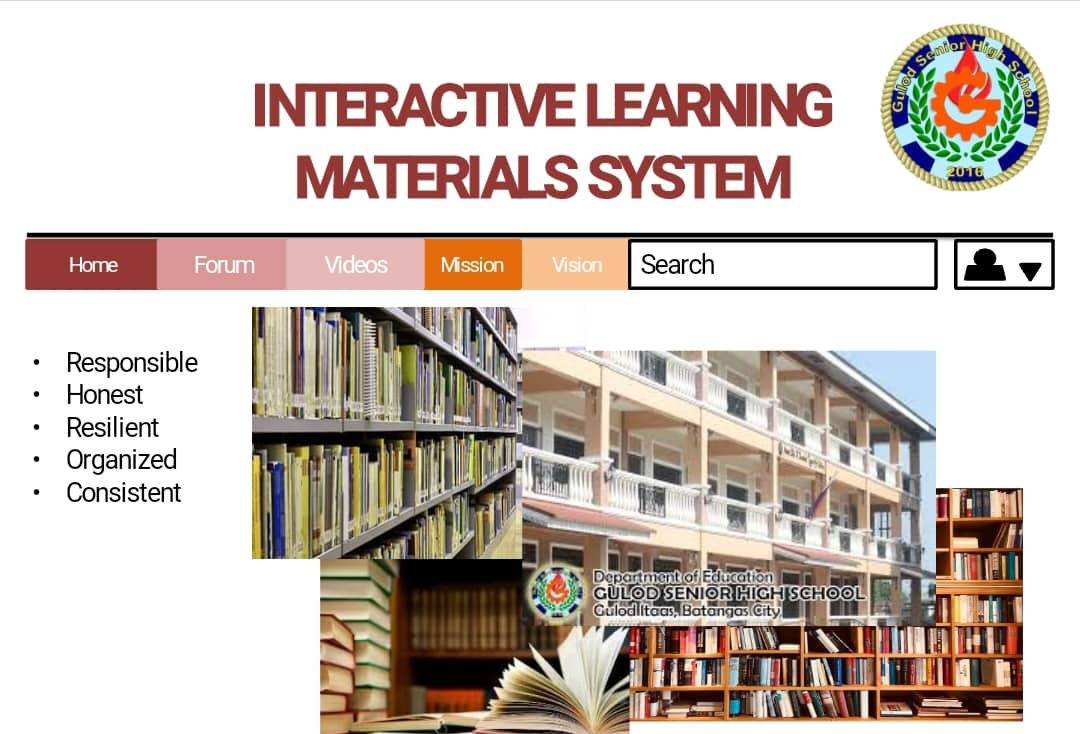 Gulod Senior High School
2016
INTERACTIVE LEARNING
MATERIALS SYSTEM
Home
Forum
Videos
Mission
Vision
Search
• Responsible
• Honest
• Resilient
• Organized
• Consistent
Department of Education
GULOD SENIOR HIGH SCHOOL
Gulod Itaas, Batangas City